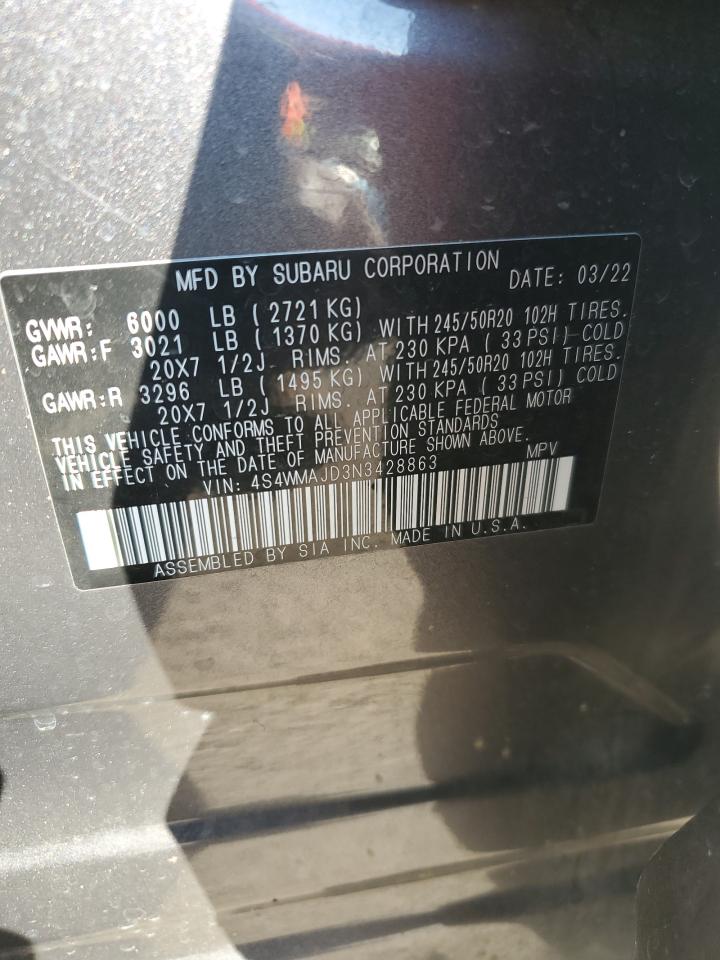 MFD BY SUBARU CORPORATION DATE: 03/22
GVWR: 6000 LB ( 2721 KG)
GAWR:F 3021 LB ( 1370 KG) WITH 245/50R20 102H TIRES.
20X7 1/2J RIMS. AT 230 KPA ( 33 PSI) COLD
GAWR:R 3296 LB ( 1495 KG) WITH 245/50R20 102H TIRES.
20X7 1/2J RIMS. AT 230 KPA ( 33 PSI) COLD
THIS VEHICLE CONFORMS TO ALL APPLICABLE FEDERAL MOTOR
VEHICLE SAFETY AND THEFT PREVENTION STANDARDS
IN EFFECT ON THE DATE OF MANUFACTURE SHOWN ABOVE.
VIN: 4S4WMAJD3N3428863 MPV
ASSEMBLED BY SIA INC. MADE IN U.S.A.